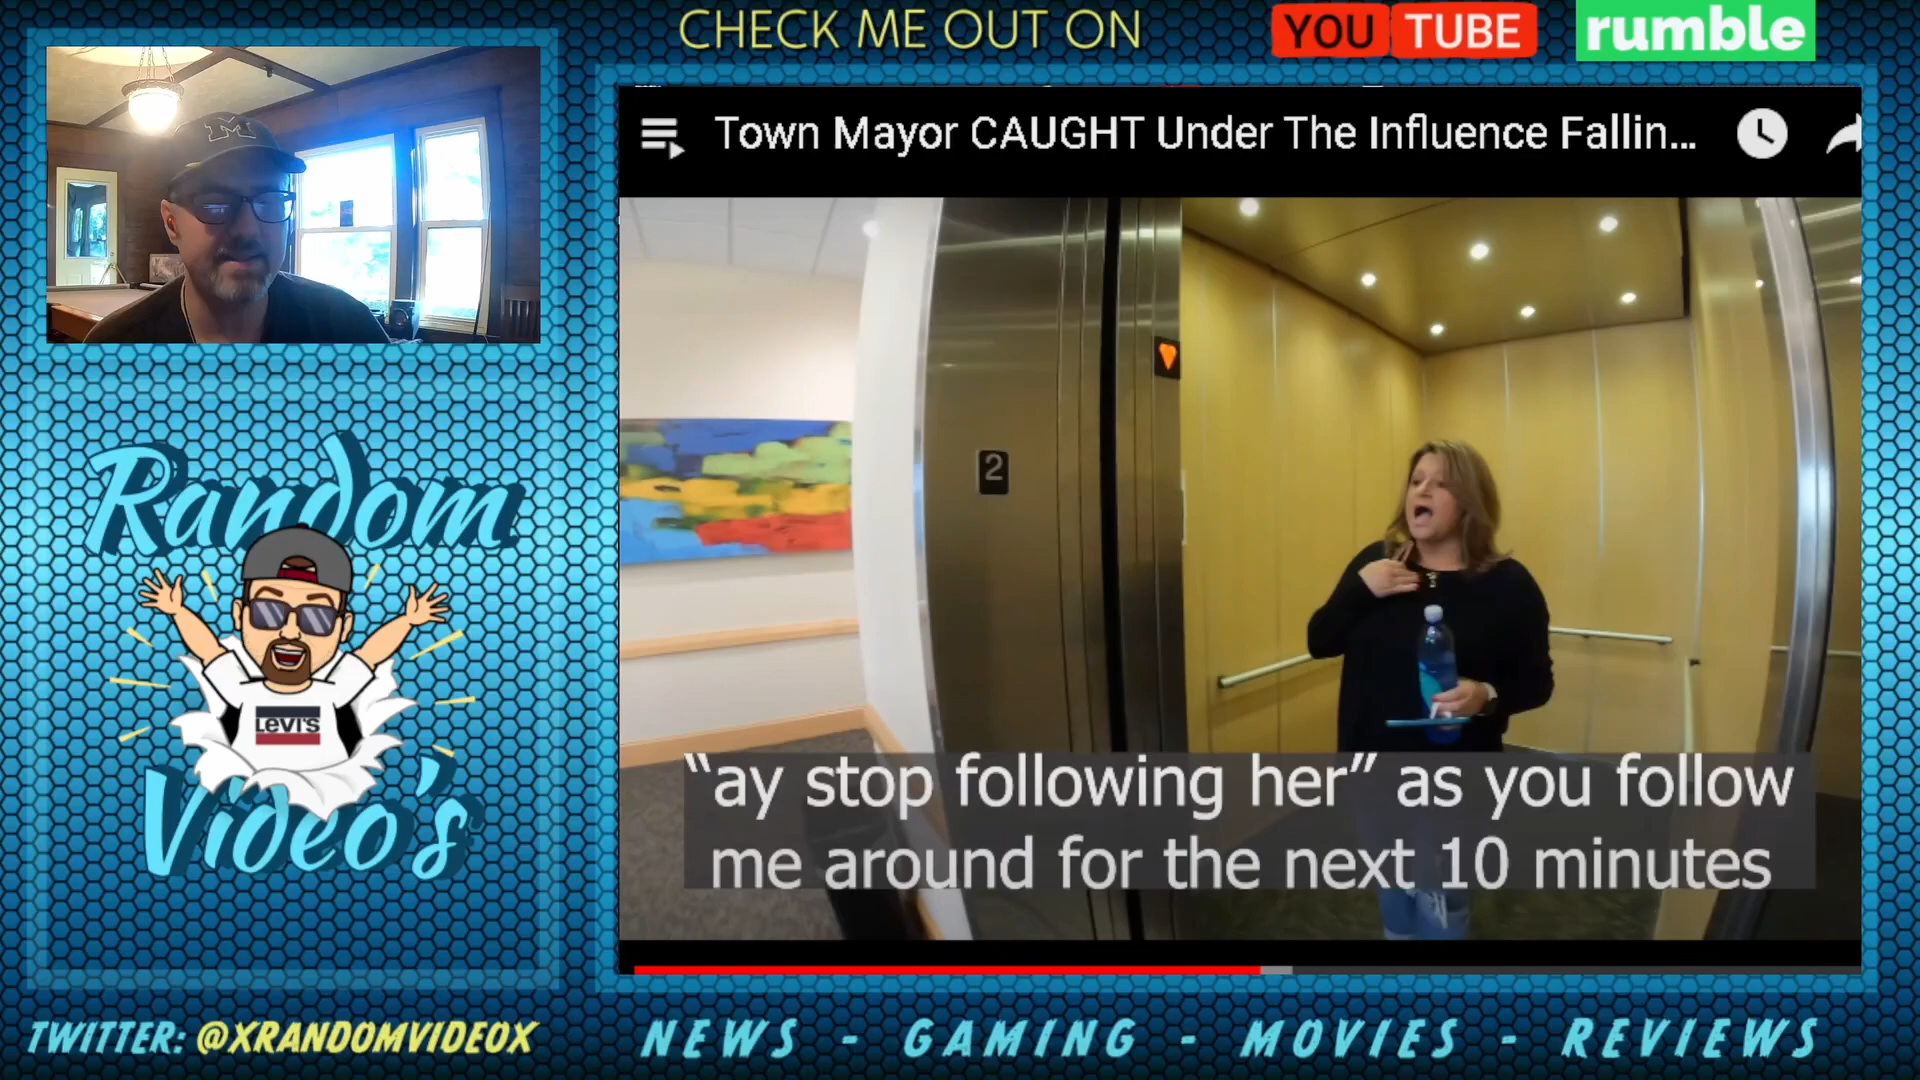 CHECK ME OUT ON
YOU TUBE
rumble
Town Mayor CAUGHT Under The Influence Fallin...
M
2
“ay stop following her” as you follow
me around for the next 10 minutes
Random
LEVI'S
Video's
TWITTER: @XRANDOMVIDEOX
NEWS - GAMING - MOVIES - REVIEWS